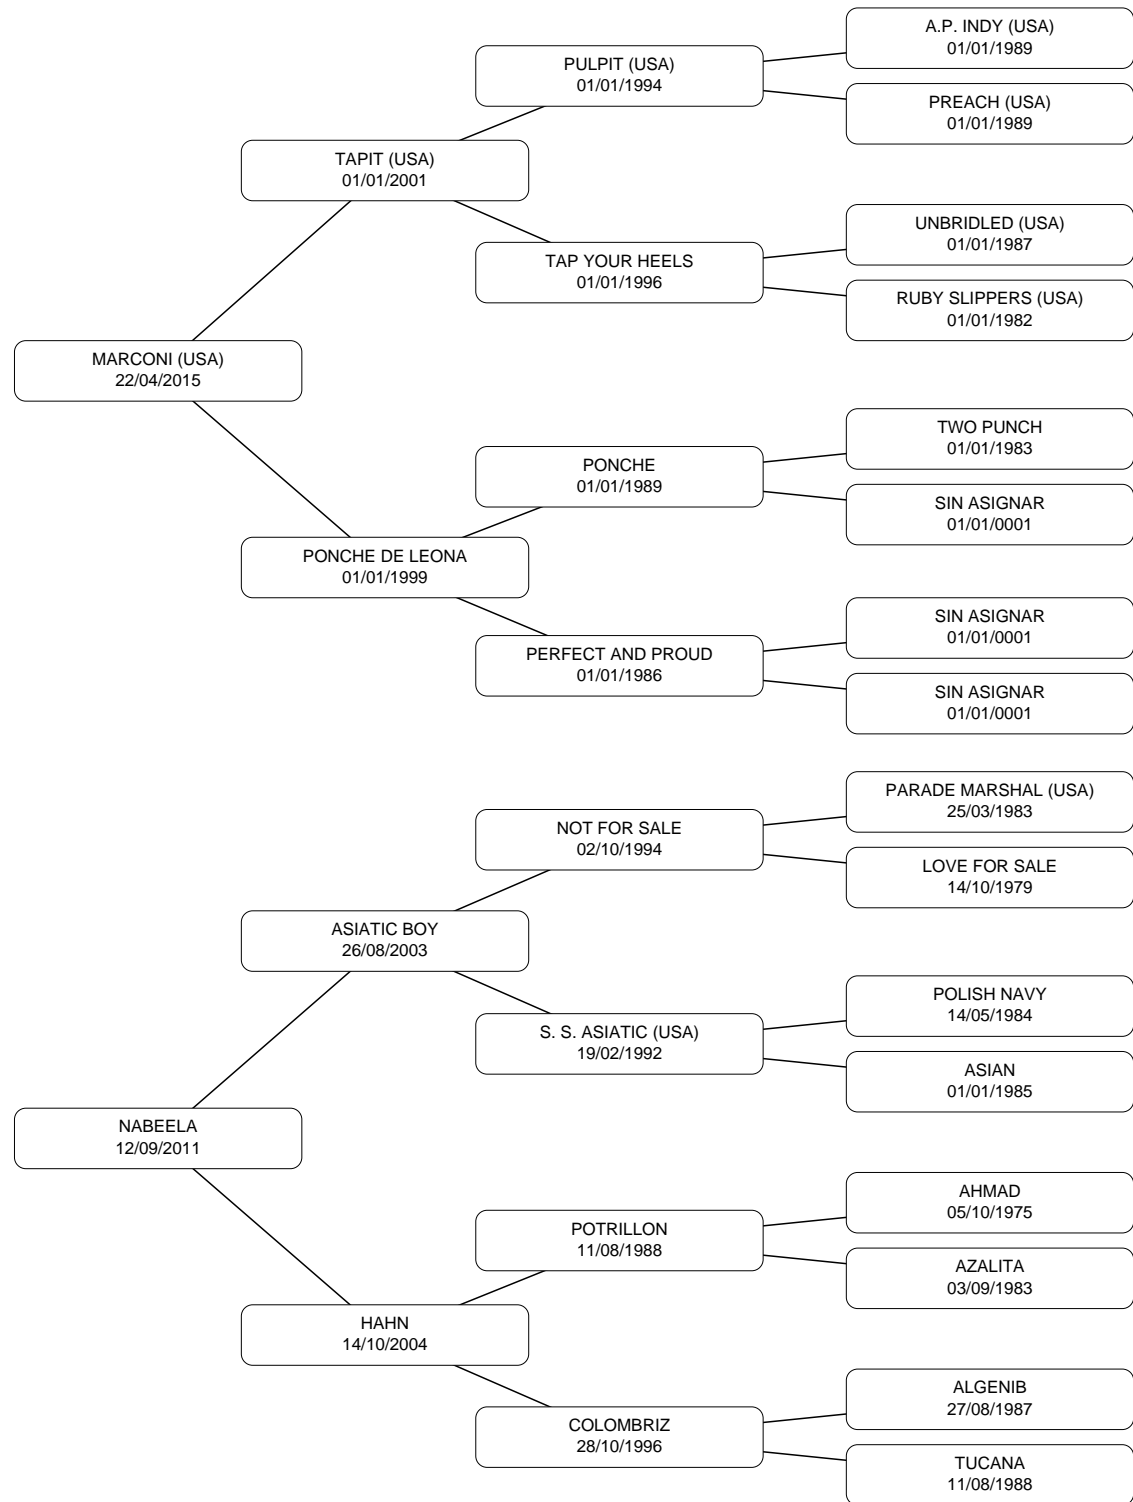 A.P. INDY (USA)
01/01/1989
PULPIT (USA)
01/01/1994
PREACH (USA)
01/01/1989
TAPIT (USA)
01/01/2001
UNBRIDLED (USA)
01/01/1987
TAP YOUR HEELS
01/01/1996
RUBY SLIPPERS (USA)
01/01/1982
MARCONI (USA)
22/04/2015
TWO PUNCH
01/01/1983
PONCHE
01/01/1989
SIN ASIGNAR
01/01/0001
PONCHE DE LEONA
01/01/1999
SIN ASIGNAR
01/01/0001
PERFECT AND PROUD
01/01/1986
SIN ASIGNAR
01/01/0001
PARADE MARSHAL (USA)
25/03/1983
NOT FOR SALE
02/10/1994
LOVE FOR SALE
14/10/1979
ASIATIC BOY
26/08/2003
POLISH NAVY
14/05/1984
S. S. ASIATIC (USA)
19/02/1992
ASIAN
01/01/1985
NABEELA
12/09/2011
AHMAD
05/10/1975
POTRILLON
11/08/1988
AZALITA
03/09/1983
HAHN
14/10/2004
ALGENIB
27/08/1987
COLOMBRIZ
28/10/1996
TUCANA
11/08/1988